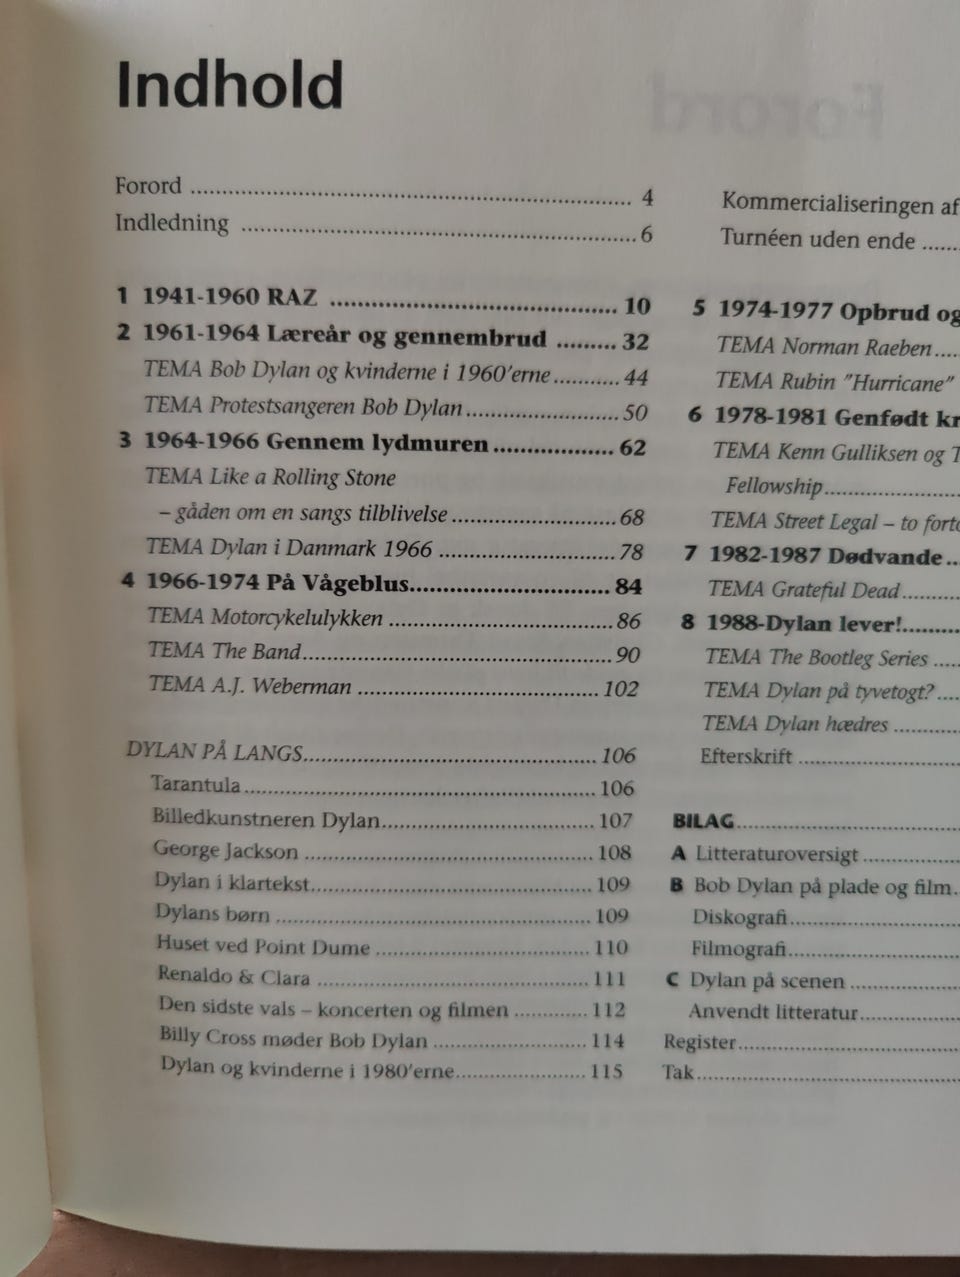 Indhold
Forord ........ 4
Indledning ........ 6
1 1941-1960 RAZ ........ 10
2 1961-1964 Læreår og gennembrud ........ 32
TEMA Bob Dylan og kvinderne i 1960'erne ........ 44
TEMA Protestsangeren Bob Dylan ........ 50
3 1964-1966 Gennem lydmuren ........ 62
TEMA Like a Rolling Stone
– gåden om en sangs tilblivelse ........ 68
TEMA Dylan i Danmark 1966 ........ 78
4 1966-1974 På Vågeblus ........ 84
TEMA Motorcykelulykken ........ 86
TEMA The Band ........ 90
TEMA A.J. Weberman ........ 102
DYLAN PÅ LANGS ........ 106
Tarantula ........ 106
Billedkunstneren Dylan ........ 107
George Jackson ........ 108
Dylan i klartekst ........ 109
Dylans børn ........ 109
Huset ved Point Dume ........ 110
Renaldo & Clara ........ 111
Den sidste vals – koncerten og filmen ........ 112
Billy Cross møder Bob Dylan ........ 114
Dylan og kvinderne i 1980'erne ........ 115
Kommercialiseringen af
Turnéen uden ende ........
5 1974-1977 Opbrud og
TEMA Norman Raeben ....
TEMA Rubin "Hurricane"
6 1978-1981 Genfødt kr
TEMA Kenn Gulliksen og
Fellowship ........
TEMA Street Legal – to
7 1982-1987 Dødvande ..
TEMA Grateful Dead ........
8 1988-Dylan lever! ........
TEMA The Bootleg Series ....
TEMA Dylan på tyvetogt? ....
TEMA Dylan hædres ........
Efterskrift ........
BILAG ........
A Litteraturoversigt ........
B Bob Dylan på plade og film .
Diskografi ........
Filmografi ........
C Dylan på scenen ........
Anvendt litteratur ........
Register ........
Tak ........